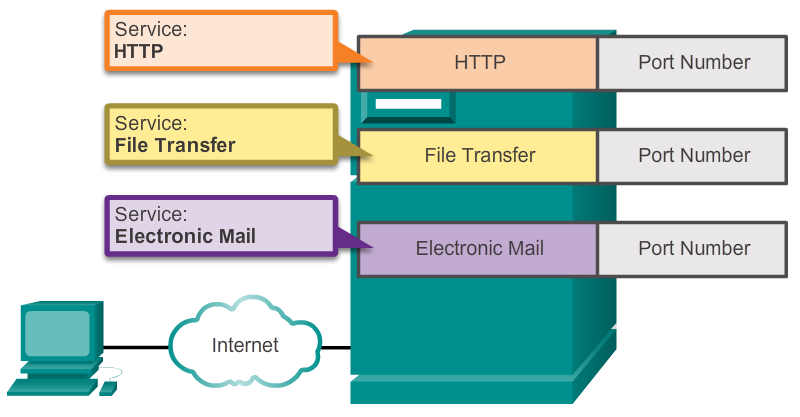 Service:
HTTP
HTTP
Port Number
Service:
File Transfer
File Transfer
Port Number
Service:
Electronic Mail
Electronic Mail
Port Number
Internet